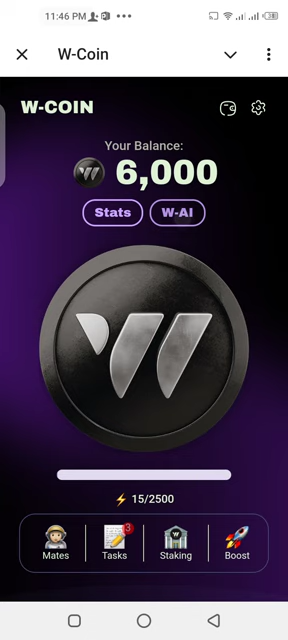 11:46 PM
W-Coin
W-COIN
Your Balance:
6,000
Stats W-AI
15/2500
3
Mates Tasks Staking Boost